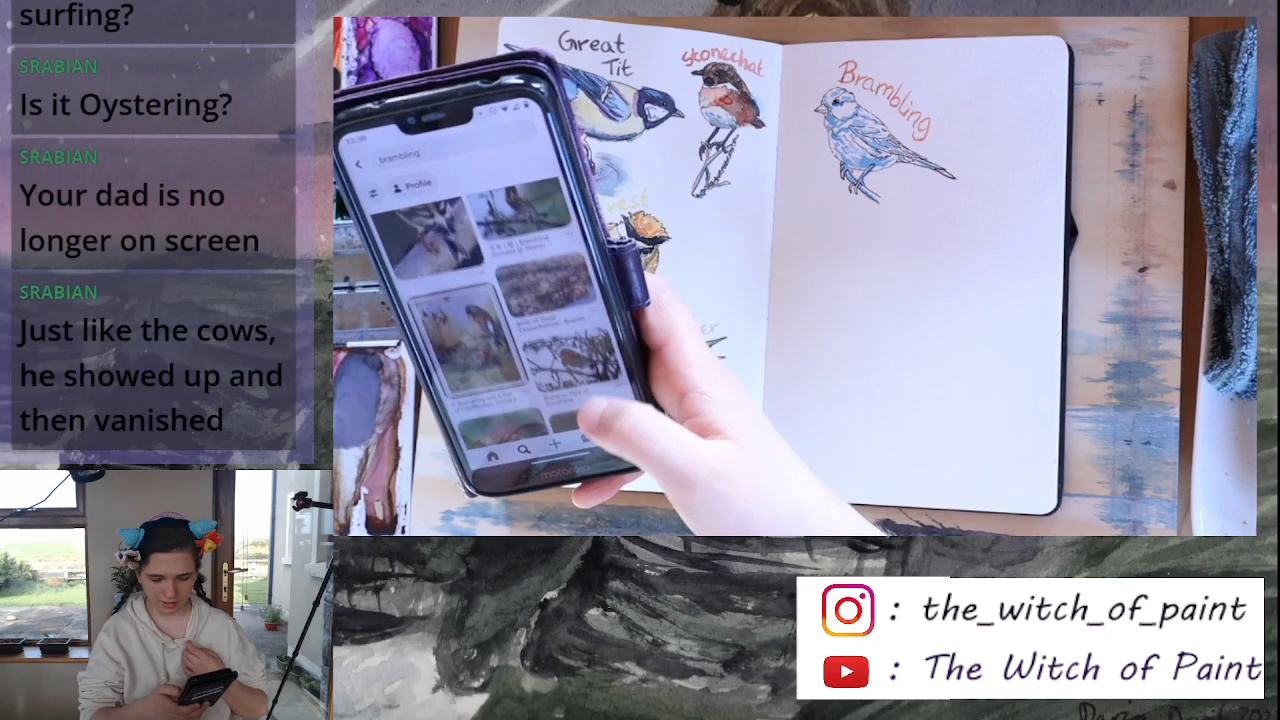 surfing?
SRABIAN
Is it Oystering?
SRABIAN
Your dad is no
longer on screen
SRABIAN
Just like the cows,
he showed up and
then vanished
Great
Tit
Stonechat
Brambling
brambling
Profile
: the_witch_of_paint
: The Witch of Paint